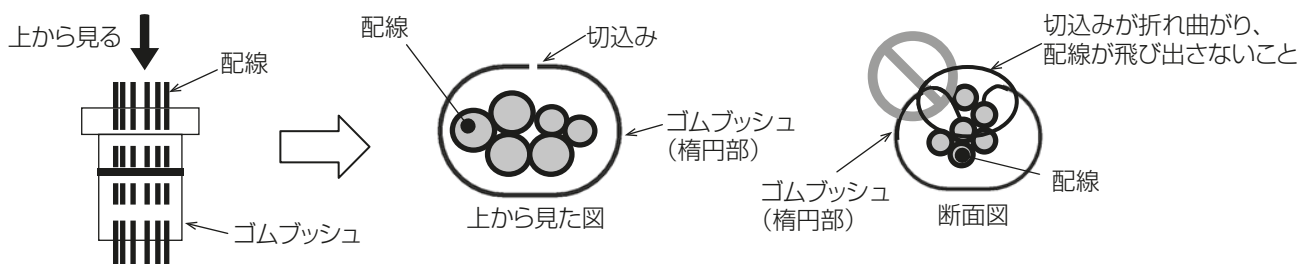 上から見る
配線
ゴムブッシュ
配線
切込み
ゴムブッシュ
（楕円部）
上から見た図
切込みが折れ曲がり、
配線が飛び出さないこと
ゴムブッシュ
（楕円部）
配線
断面図